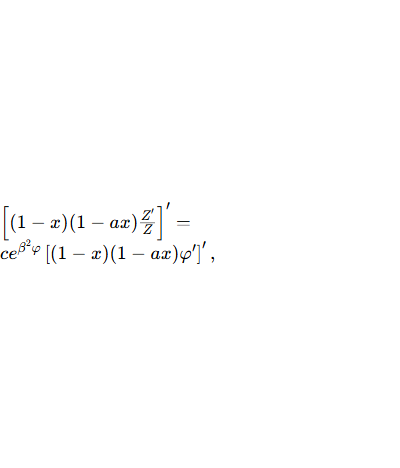 [(1 − x)(1 − ax) Z′/Z]′ =
ce^{β²φ} [(1 − x)(1 − ax)φ′]′ ,